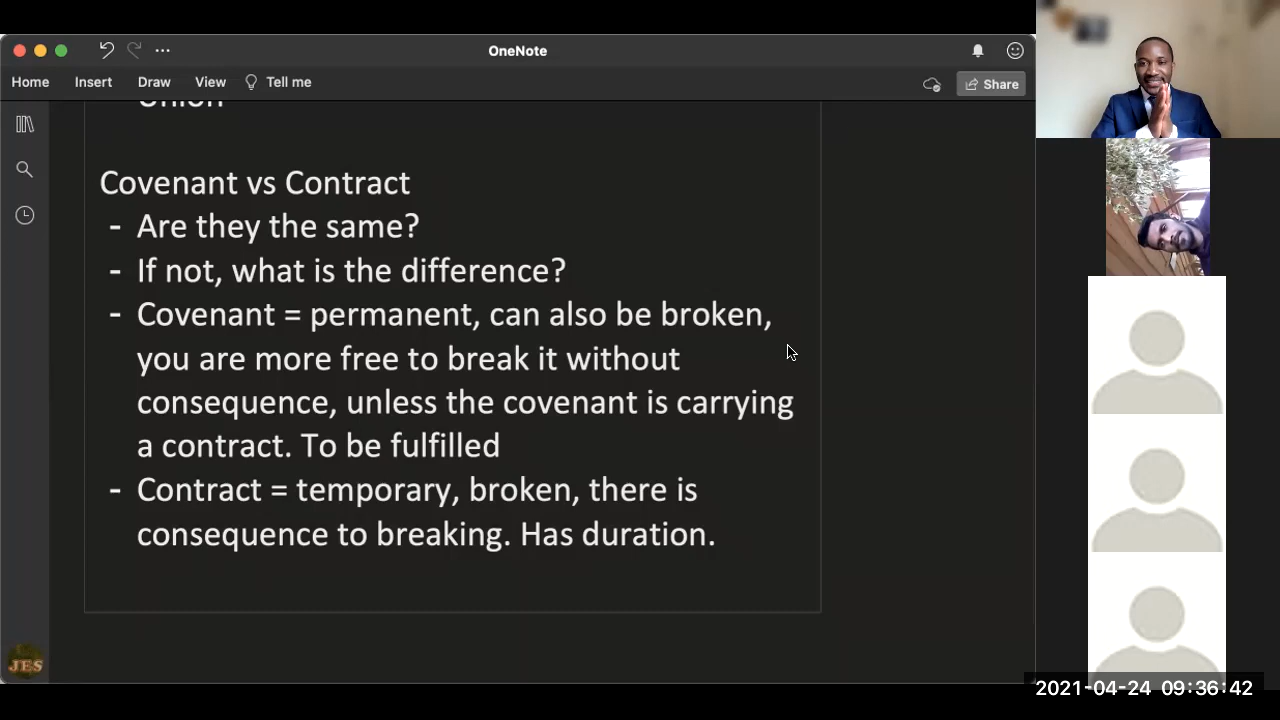 OneNote
Home Insert Draw View Tell me Share
Union
Covenant vs Contract
- Are they the same?
- If not, what is the difference?
- Covenant = permanent, can also be broken,
you are more free to break it without
consequence, unless the covenant is carrying
a contract. To be fulfilled
- Contract = temporary, broken, there is
consequence to breaking. Has duration.
JES
2021-04-24 09:36:42